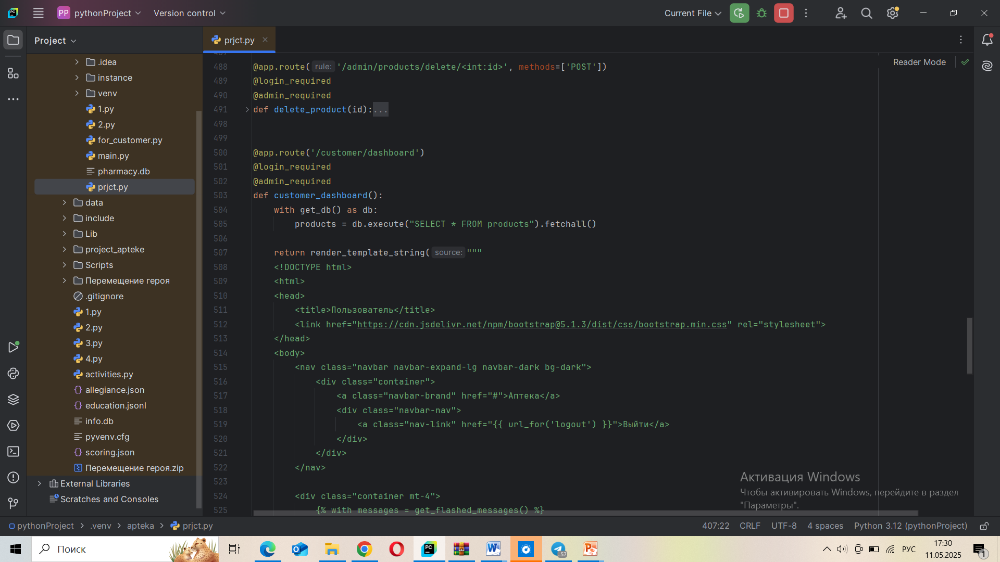 PP pythonProject Version control Current File
Project
prjct.py
Reader Mode
.idea
instance
venv
1.py
2.py
for_customer.py
main.py
pharmacy.db
prjct.py
data
include
Lib
project_apteke
Scripts
Перемещение героя
.gitignore
1.py
2.py
3.py
4.py
activities.py
allegiance.json
education.jsonl
info.db
pyvenv.cfg
scoring.json
Перемещение героя.zip
External Libraries
Scratches and Consoles
488 @app.route( rule: '/admin/products/delete/<int:id>', methods=['POST'])
489 @login_required
490 @admin_required
491 def delete_product(id):...
498
499
500 @app.route('/customer/dashboard')
501 @login_required
502 @admin_required
503 def customer_dashboard():
504 with get_db() as db:
505 products = db.execute("SELECT * FROM products").fetchall()
506
507 return render_template_string( source: """
508 <!DOCTYPE html>
509 <html>
510 <head>
511 <title>Пользователь</title>
512 <link href="https://cdn.jsdelivr.net/npm/bootstrap@5.1.3/dist/css/bootstrap.min.css" rel="stylesheet">
513 </head>
514 <body>
515 <nav class="navbar navbar-expand-lg navbar-dark bg-dark">
516 <div class="container">
517 <a class="navbar-brand" href="#">Аптека</a>
518 <div class="navbar-nav">
519 <a class="nav-link" href="{{ url_for('logout') }}">Выйти</a>
520 </div>
521 </div>
522 </nav>
523
524 <div class="container mt-4">
525 {% with messages = get_flashed_messages() %}
Активация Windows
Чтобы активировать Windows, перейдите в раздел
"Параметры".
pythonProject > .venv > apteka > prjct.py
407:22 CRLF UTF-8 4 spaces Python 3.12 (pythonProject)
Поиск
РУС
17:30
11.05.2025
1